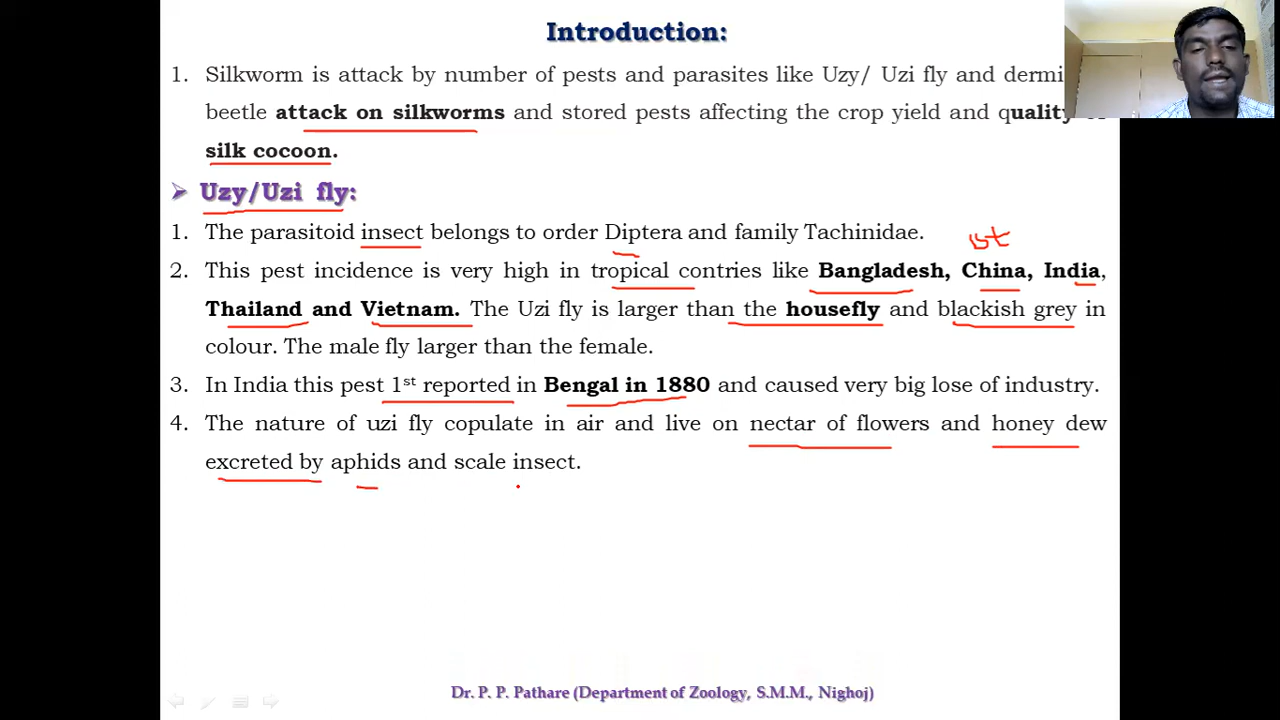 Introduction:
1. Silkworm is attack by number of pests and parasites like Uzy/ Uzi fly and
beetle attack on silkworms and stored pests affecting the crop yield and quality
silk cocoon.
➤ Uzy/Uzi fly:
1. The parasitoid insect belongs to order Diptera and family Tachinidae.
1st
2. This pest incidence is very high in tropical contries like Bangladesh, China, India,
Thailand and Vietnam. The Uzi fly is larger than the housefly and blackish grey in
colour. The male fly larger than the female.
3. In India this pest 1st reported in Bengal in 1880 and caused very big lose of industry.
4. The nature of uzi fly copulate in air and live on nectar of flowers and honey dew
excreted by aphids and scale insect.
Dr. P. P. Pathare (Department of Zoology, S.M.M., Nighoj)